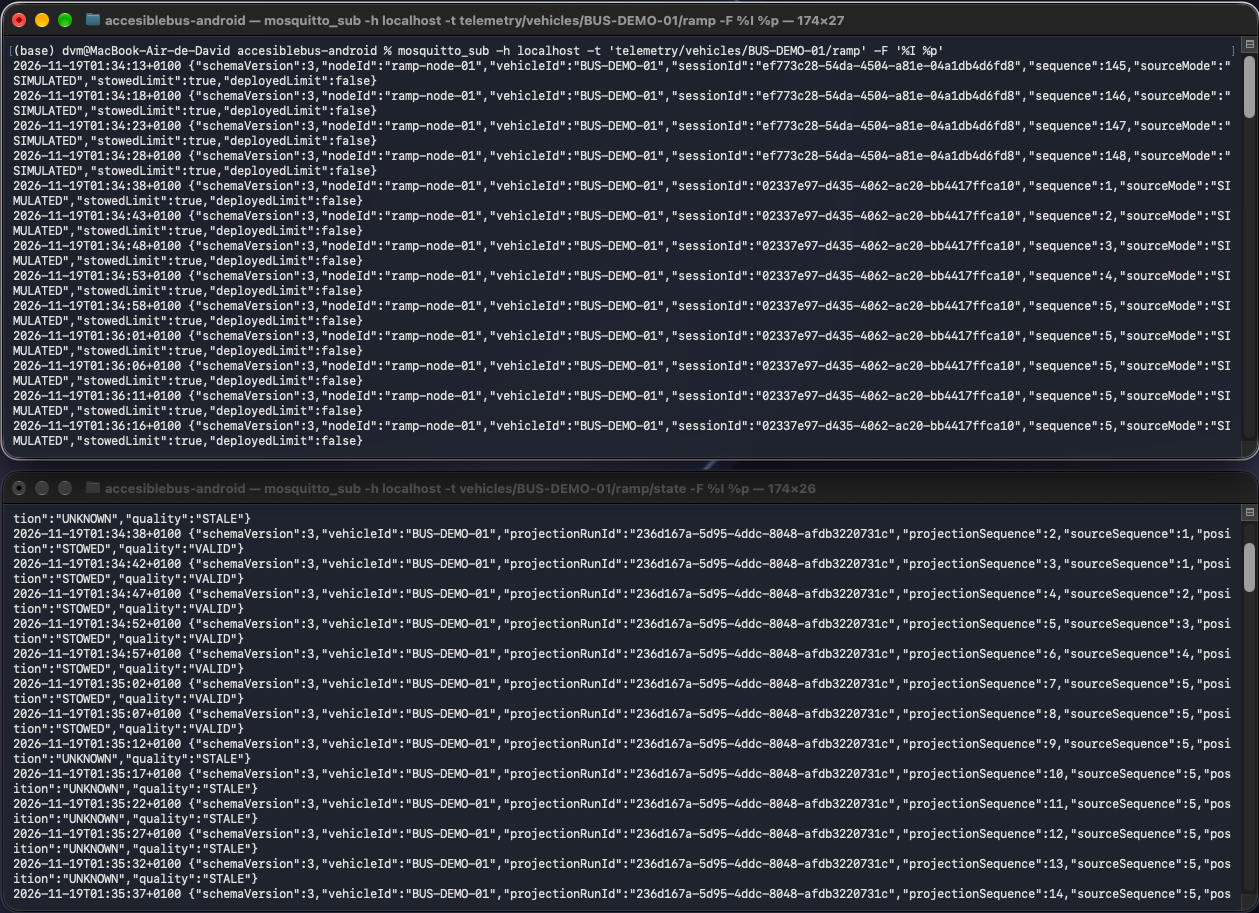 accesiblebus-android — mosquitto_sub -h localhost -t telemetry/vehicles/BUS-DEMO-01/ramp -F %I %p — 174×27
[(base) dvm@MacBook-Air-de-David accesiblebus-android % mosquitto_sub -h localhost -t 'telemetry/vehicles/BUS-DEMO-01/ramp' -F '%I %p' ]
2026-11-19T01:34:13+0100 {"schemaVersion":3,"nodeId":"ramp-node-01","vehicleId":"BUS-DEMO-01","sessionId":"ef773c28-54da-4504-a81e-04a1db4d6fd8","sequence":145,"sourceMode":"
SIMULATED","stowedLimit":true,"deployedLimit":false}
2026-11-19T01:34:18+0100 {"schemaVersion":3,"nodeId":"ramp-node-01","vehicleId":"BUS-DEMO-01","sessionId":"ef773c28-54da-4504-a81e-04a1db4d6fd8","sequence":146,"sourceMode":"
SIMULATED","stowedLimit":true,"deployedLimit":false}
2026-11-19T01:34:23+0100 {"schemaVersion":3,"nodeId":"ramp-node-01","vehicleId":"BUS-DEMO-01","sessionId":"ef773c28-54da-4504-a81e-04a1db4d6fd8","sequence":147,"sourceMode":"
SIMULATED","stowedLimit":true,"deployedLimit":false}
2026-11-19T01:34:28+0100 {"schemaVersion":3,"nodeId":"ramp-node-01","vehicleId":"BUS-DEMO-01","sessionId":"ef773c28-54da-4504-a81e-04a1db4d6fd8","sequence":148,"sourceMode":"
SIMULATED","stowedLimit":true,"deployedLimit":false}
2026-11-19T01:34:38+0100 {"schemaVersion":3,"nodeId":"ramp-node-01","vehicleId":"BUS-DEMO-01","sessionId":"02337e97-d435-4062-ac20-bb4417ffca10","sequence":1,"sourceMode":"SI
MULATED","stowedLimit":true,"deployedLimit":false}
2026-11-19T01:34:43+0100 {"schemaVersion":3,"nodeId":"ramp-node-01","vehicleId":"BUS-DEMO-01","sessionId":"02337e97-d435-4062-ac20-bb4417ffca10","sequence":2,"sourceMode":"SI
MULATED","stowedLimit":true,"deployedLimit":false}
2026-11-19T01:34:48+0100 {"schemaVersion":3,"nodeId":"ramp-node-01","vehicleId":"BUS-DEMO-01","sessionId":"02337e97-d435-4062-ac20-bb4417ffca10","sequence":3,"sourceMode":"SI
MULATED","stowedLimit":true,"deployedLimit":false}
2026-11-19T01:34:53+0100 {"schemaVersion":3,"nodeId":"ramp-node-01","vehicleId":"BUS-DEMO-01","sessionId":"02337e97-d435-4062-ac20-bb4417ffca10","sequence":4,"sourceMode":"SI
MULATED","stowedLimit":true,"deployedLimit":false}
2026-11-19T01:34:58+0100 {"schemaVersion":3,"nodeId":"ramp-node-01","vehicleId":"BUS-DEMO-01","sessionId":"02337e97-d435-4062-ac20-bb4417ffca10","sequence":5,"sourceMode":"SI
MULATED","stowedLimit":true,"deployedLimit":false}
2026-11-19T01:36:01+0100 {"schemaVersion":3,"nodeId":"ramp-node-01","vehicleId":"BUS-DEMO-01","sessionId":"02337e97-d435-4062-ac20-bb4417ffca10","sequence":5,"sourceMode":"SI
MULATED","stowedLimit":true,"deployedLimit":false}
2026-11-19T01:36:06+0100 {"schemaVersion":3,"nodeId":"ramp-node-01","vehicleId":"BUS-DEMO-01","sessionId":"02337e97-d435-4062-ac20-bb4417ffca10","sequence":5,"sourceMode":"SI
MULATED","stowedLimit":true,"deployedLimit":false}
2026-11-19T01:36:11+0100 {"schemaVersion":3,"nodeId":"ramp-node-01","vehicleId":"BUS-DEMO-01","sessionId":"02337e97-d435-4062-ac20-bb4417ffca10","sequence":5,"sourceMode":"SI
MULATED","stowedLimit":true,"deployedLimit":false}
2026-11-19T01:36:16+0100 {"schemaVersion":3,"nodeId":"ramp-node-01","vehicleId":"BUS-DEMO-01","sessionId":"02337e97-d435-4062-ac20-bb4417ffca10","sequence":5,"sourceMode":"SI
MULATED","stowedLimit":true,"deployedLimit":false}
accesiblebus-android — mosquitto_sub -h localhost -t vehicles/BUS-DEMO-01/ramp/state -F %I %p — 174×26
tion":"UNKNOWN","quality":"STALE"}
2026-11-19T01:34:38+0100 {"schemaVersion":3,"vehicleId":"BUS-DEMO-01","projectionRunId":"236d167a-5d95-4ddc-8048-afdb3220731c","projectionSequence":2,"sourceSequence":1,"posi
tion":"STOWED","quality":"VALID"}
2026-11-19T01:34:42+0100 {"schemaVersion":3,"vehicleId":"BUS-DEMO-01","projectionRunId":"236d167a-5d95-4ddc-8048-afdb3220731c","projectionSequence":3,"sourceSequence":1,"posi
tion":"STOWED","quality":"VALID"}
2026-11-19T01:34:47+0100 {"schemaVersion":3,"vehicleId":"BUS-DEMO-01","projectionRunId":"236d167a-5d95-4ddc-8048-afdb3220731c","projectionSequence":4,"sourceSequence":2,"posi
tion":"STOWED","quality":"VALID"}
2026-11-19T01:34:52+0100 {"schemaVersion":3,"vehicleId":"BUS-DEMO-01","projectionRunId":"236d167a-5d95-4ddc-8048-afdb3220731c","projectionSequence":5,"sourceSequence":3,"posi
tion":"STOWED","quality":"VALID"}
2026-11-19T01:34:57+0100 {"schemaVersion":3,"vehicleId":"BUS-DEMO-01","projectionRunId":"236d167a-5d95-4ddc-8048-afdb3220731c","projectionSequence":6,"sourceSequence":4,"posi
tion":"STOWED","quality":"VALID"}
2026-11-19T01:35:02+0100 {"schemaVersion":3,"vehicleId":"BUS-DEMO-01","projectionRunId":"236d167a-5d95-4ddc-8048-afdb3220731c","projectionSequence":7,"sourceSequence":5,"posi
tion":"STOWED","quality":"VALID"}
2026-11-19T01:35:07+0100 {"schemaVersion":3,"vehicleId":"BUS-DEMO-01","projectionRunId":"236d167a-5d95-4ddc-8048-afdb3220731c","projectionSequence":8,"sourceSequence":5,"posi
tion":"STOWED","quality":"VALID"}
2026-11-19T01:35:12+0100 {"schemaVersion":3,"vehicleId":"BUS-DEMO-01","projectionRunId":"236d167a-5d95-4ddc-8048-afdb3220731c","projectionSequence":9,"sourceSequence":5,"posi
tion":"UNKNOWN","quality":"STALE"}
2026-11-19T01:35:17+0100 {"schemaVersion":3,"vehicleId":"BUS-DEMO-01","projectionRunId":"236d167a-5d95-4ddc-8048-afdb3220731c","projectionSequence":10,"sourceSequence":5,"pos
ition":"UNKNOWN","quality":"STALE"}
2026-11-19T01:35:22+0100 {"schemaVersion":3,"vehicleId":"BUS-DEMO-01","projectionRunId":"236d167a-5d95-4ddc-8048-afdb3220731c","projectionSequence":11,"sourceSequence":5,"pos
ition":"UNKNOWN","quality":"STALE"}
2026-11-19T01:35:27+0100 {"schemaVersion":3,"vehicleId":"BUS-DEMO-01","projectionRunId":"236d167a-5d95-4ddc-8048-afdb3220731c","projectionSequence":12,"sourceSequence":5,"pos
ition":"UNKNOWN","quality":"STALE"}
2026-11-19T01:35:32+0100 {"schemaVersion":3,"vehicleId":"BUS-DEMO-01","projectionRunId":"236d167a-5d95-4ddc-8048-afdb3220731c","projectionSequence":13,"sourceSequence":5,"pos
ition":"UNKNOWN","quality":"STALE"}
2026-11-19T01:35:37+0100 {"schemaVersion":3,"vehicleId":"BUS-DEMO-01","projectionRunId":"236d167a-5d95-4ddc-8048-afdb3220731c","projectionSequence":14,"sourceSequence":5,"pos